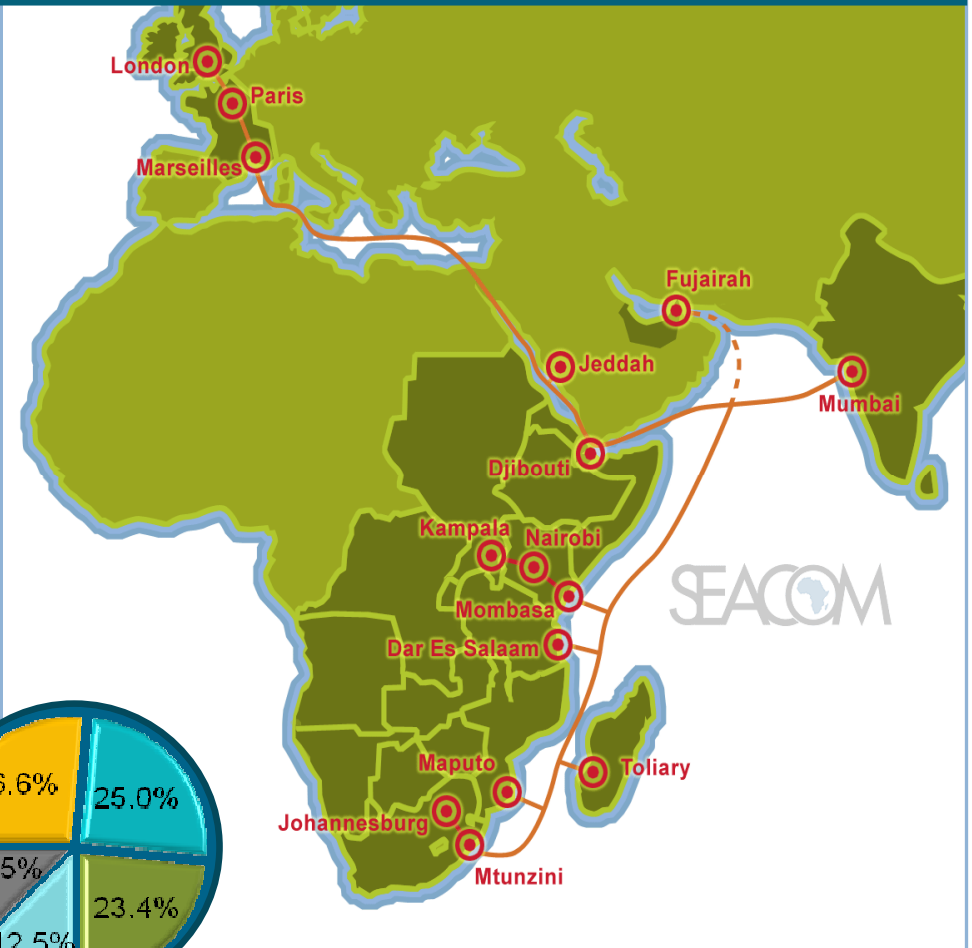 London
Paris
Marseilles
Fujairah
Jeddah
Mumbai
Djibouti
Kampala
Nairobi
SEACOM
Mombasa
Dar Es Salaam
Maputo
Toliary
Johannesburg
Mtunzini
25.0%
23.4%